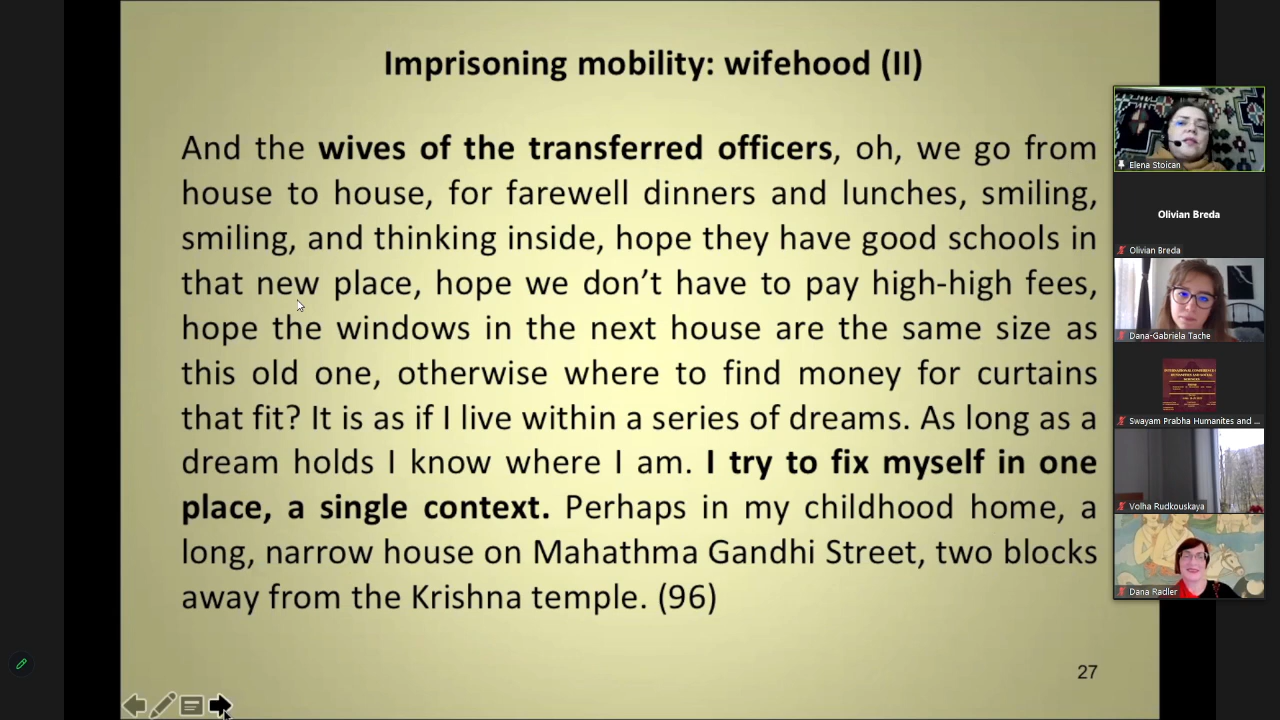 Imprisoning mobility: wifehood (II)
And the wives of the transferred officers, oh, we go from
house to house, for farewell dinners and lunches, smiling,
smiling, and thinking inside, hope they have good schools in
that new place, hope we don’t have to pay high-high fees,
hope the windows in the next house are the same size as
this old one, otherwise where to find money for curtains
that fit? It is as if I live within a series of dreams. As long as a
dream holds I know where I am. I try to fix myself in one
place, a single context. Perhaps in my childhood home, a
long, narrow house on Mahathma Gandhi Street, two blocks
away from the Krishna temple. (96)
27
Elena Stoican
Olivian Breda
Olivian Breda
Dana-Gabriela Tache
Swayam Prabha Humanites and ...
Volha Rudkouskaya
Dana Radler